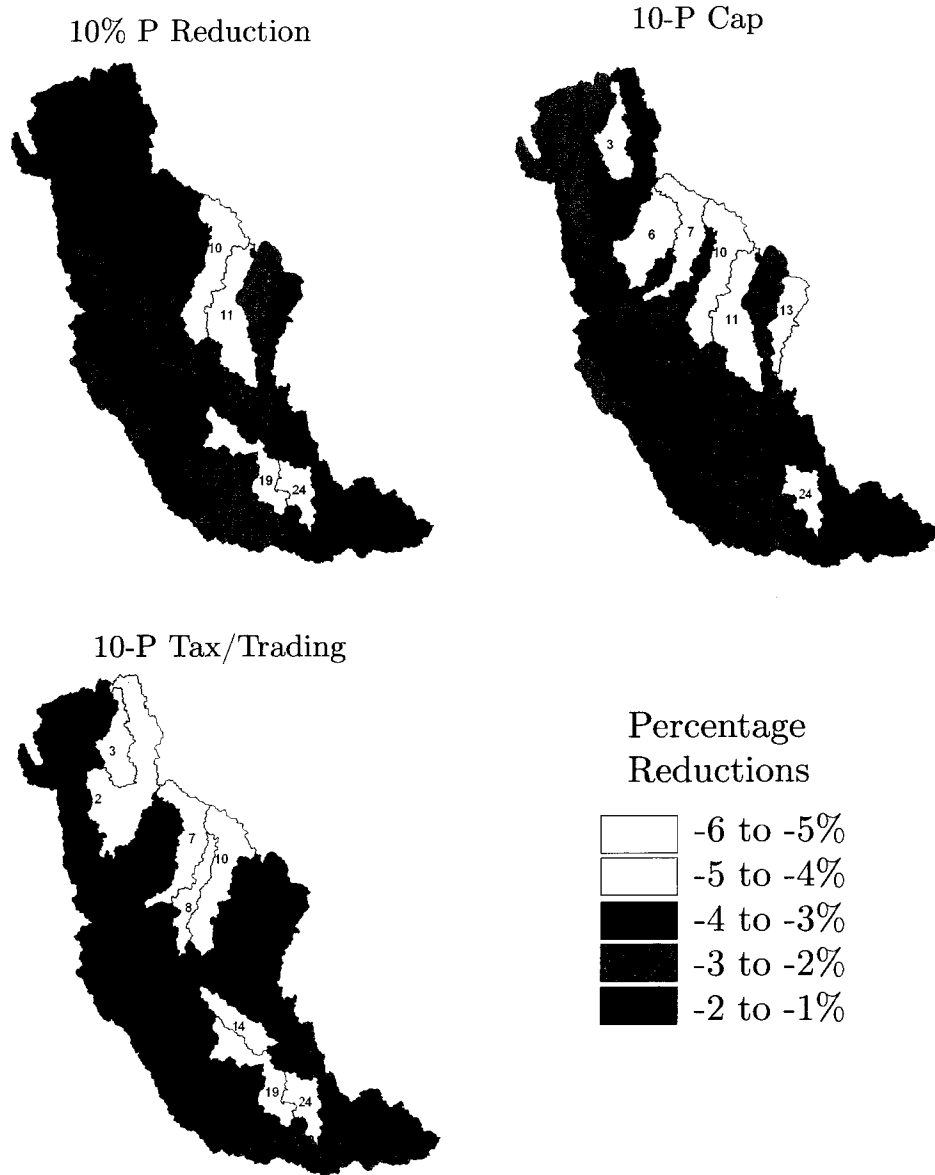 10% P Reduction
10-P Cap
10
11
19
24
3
6
7
10
11
13
24
10-P Tax/Trading
3
2
7
10
8
14
19
24
Percentage
Reductions
-6 to -5%
-5 to -4%
-4 to -3%
-3 to -2%
-2 to -1%